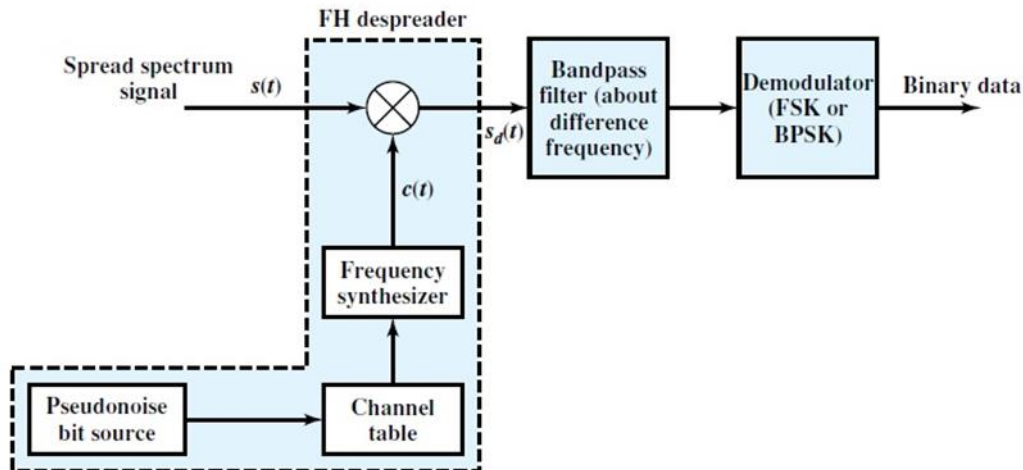 FH despreader
Spread spectrum
signal
s(t)
s_d(t)
Bandpass
filter (about
difference
frequency)
Demodulator
(FSK or
BPSK)
Binary data
c(t)
Frequency
synthesizer
Pseudonoise
bit source
Channel
table